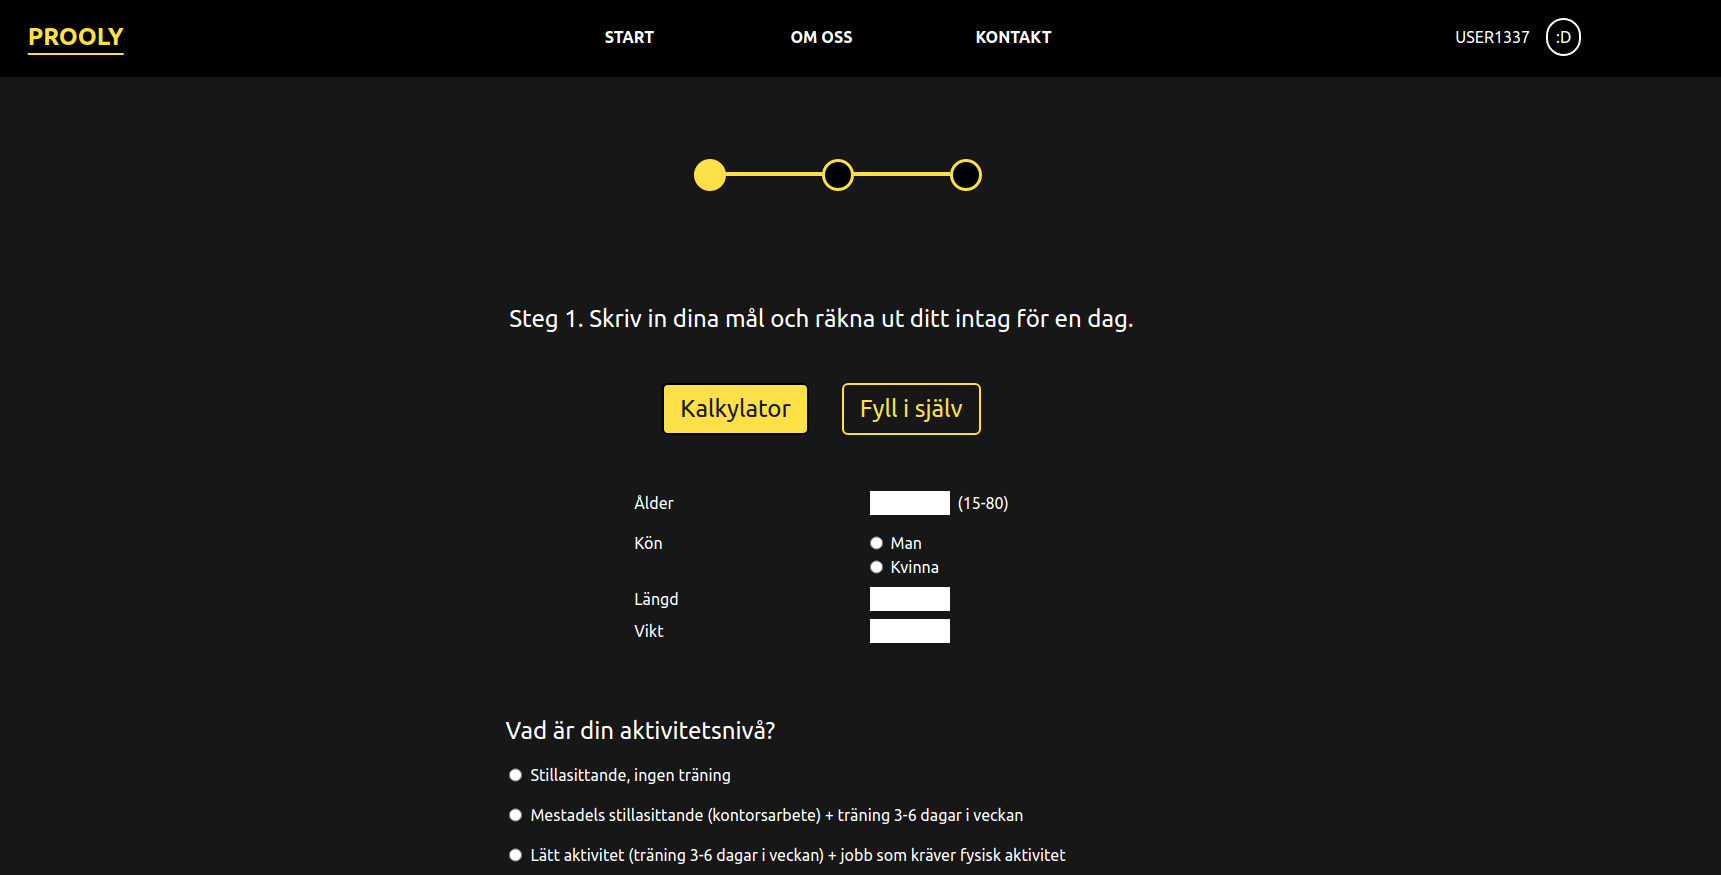 PROOLY START OM OSS KONTAKT USER1337 :D
Steg 1. Skriv in dina mål och räkna ut ditt intag för en dag.
Kalkylator Fyll i själv
Ålder (15-80)
Kön Man
Kvinna
Längd
Vikt
Vad är din aktivitetsnivå?
Stillasittande, ingen träning
Mestadels stillasittande (kontorsarbete) + träning 3-6 dagar i veckan
Lätt aktivitet (träning 3-6 dagar i veckan) + jobb som kräver fysisk aktivitet